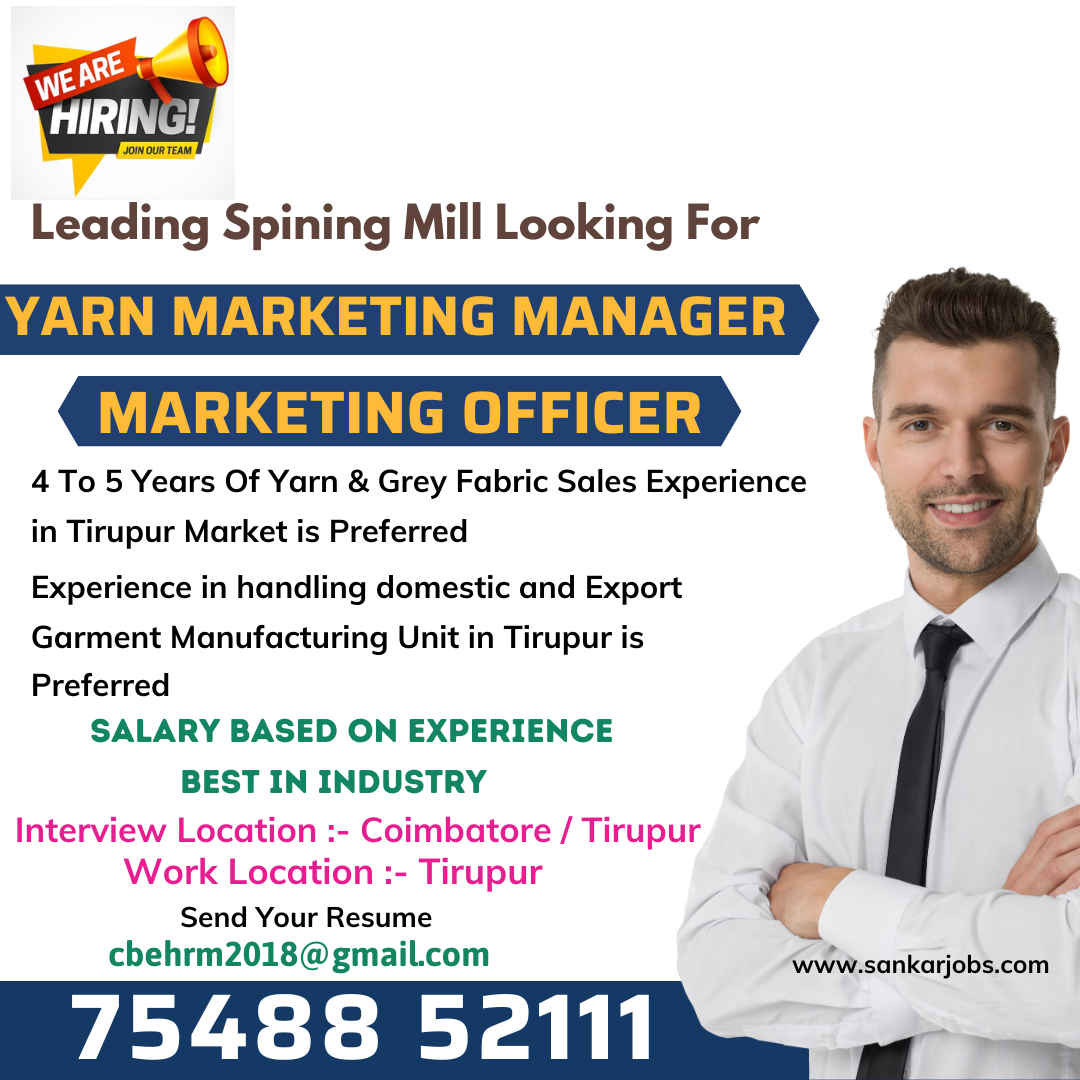 WE ARE
HIRING!
JOIN OUR TEAM
Leading Spining Mill Looking For
YARN MARKETING MANAGER
MARKETING OFFICER
4 To 5 Years Of Yarn & Grey Fabric Sales Experience
in Tirupur Market is Preferred
Experience in handling domestic and Export
Garment Manufacturing Unit in Tirupur is
Preferred
SALARY BASED ON EXPERIENCE
BEST IN INDUSTRY
Interview Location :- Coimbatore / Tirupur
Work Location :- Tirupur
Send Your Resume
cbehrm2018@gmail.com
www.sankarjobs.com
75488 52111